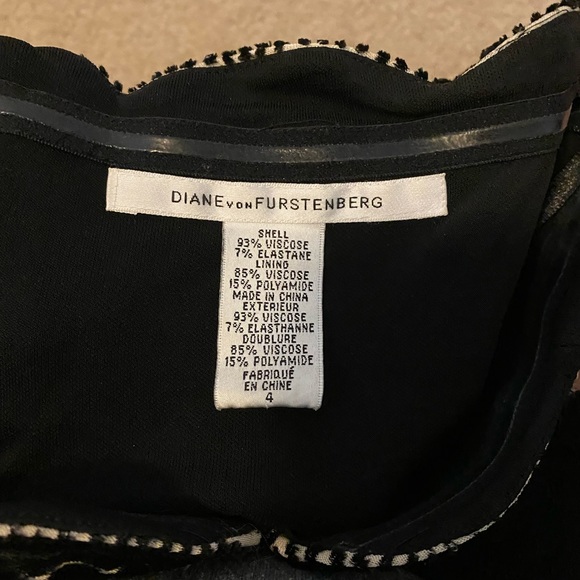 DIANE VON FURSTENBERG
SHELL
93% VISCOSE
7% ELASTANE
LINING
85% VISCOSE
15% POLYAMIDE
MADE IN CHINA
EXTERIEUR
93% VISCOSE
7% ELASTHANNE
DOUBLURE
85% VISCOSE
15% POLYAMIDE
FABRIQUÉ
EN CHINE
4